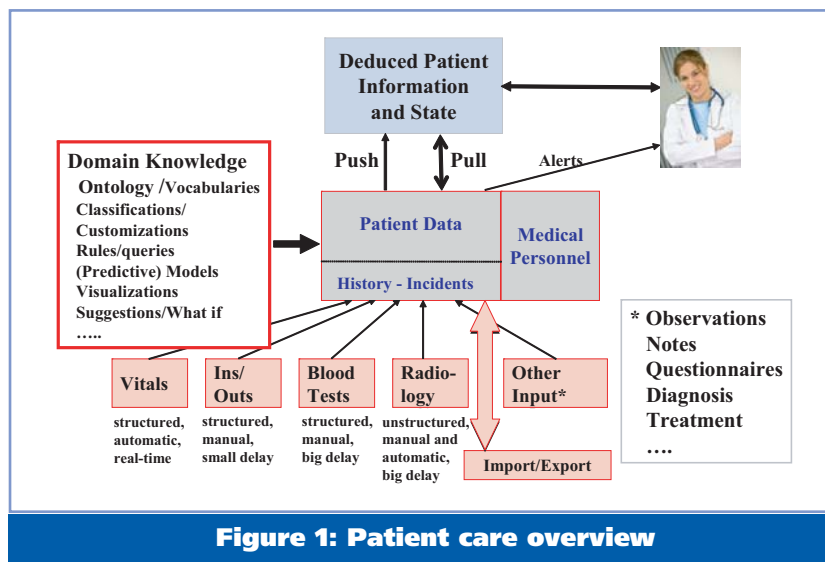 Deduced Patient
Information
and State
Push
Pull
Alerts
Domain Knowledge
Ontology /Vocabularies
Classifications/
Customizations
Rules/queries
(Predictive) Models
Visualizations
Suggestions/What if
.....
Patient Data
History - Incidents
Medical
Personnel
Vitals
structured,
automatic,
real-time
Ins/
Outs
structured,
manual,
small delay
Blood
Tests
structured,
manual,
big delay
Radio-
logy
unstructured,
manual and
automatic,
big delay
Other
Input*
Import/Export
* Observations
Notes
Questionnaires
Diagnosis
Treatment
....
Figure 1: Patient care overview